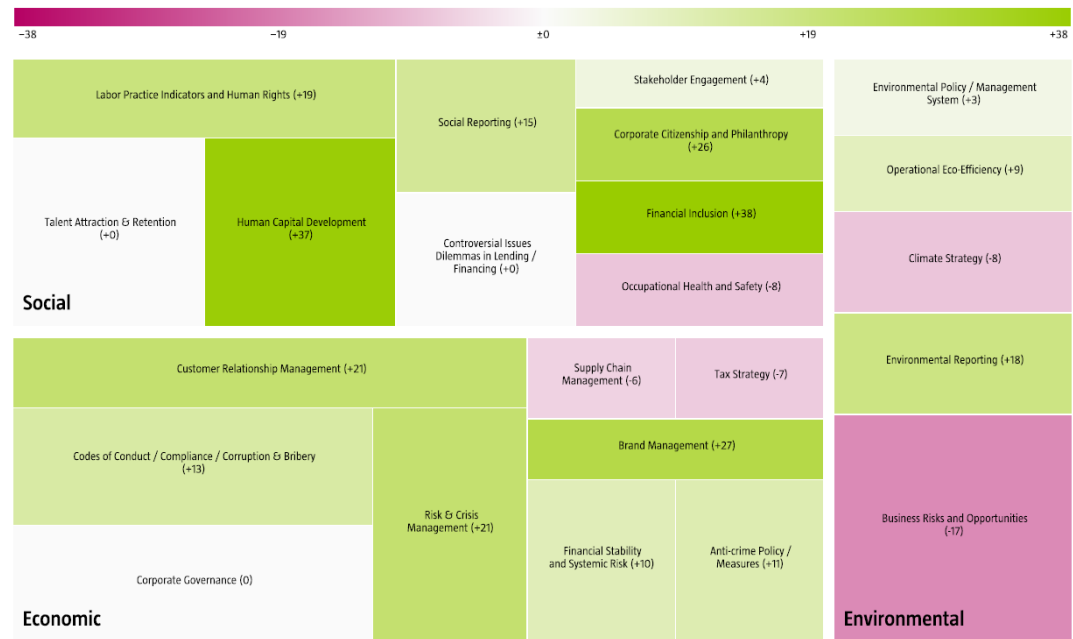 −38
−19
±0
+19
+38
Labor Practice Indicators and Human Rights (+19)
Talent Attraction & Retention
(+0)
Human Capital Development
(+37)
Social Reporting (+15)
Controversial Issues
Dilemmas in Lending /
Financing (+0)
Stakeholder Engagement (+4)
Corporate Citizenship and Philanthropy
(+26)
Financial Inclusion (+38)
Occupational Health and Safety (-8)
Social
Customer Relationship Management (+21)
Codes of Conduct / Compliance / Corruption & Bribery
(+13)
Corporate Governance (0)
Risk & Crisis
Management (+21)
Supply Chain
Management (-6)
Tax Strategy (-7)
Brand Management (+27)
Financial Stability
and Systemic Risk (+10)
Anti-crime Policy /
Measures (+11)
Economic
Environmental Policy / Management
System (+3)
Operational Eco-Efficiency (+9)
Climate Strategy (-8)
Environmental Reporting (+18)
Business Risks and Opportunities
(-17)
Environmental